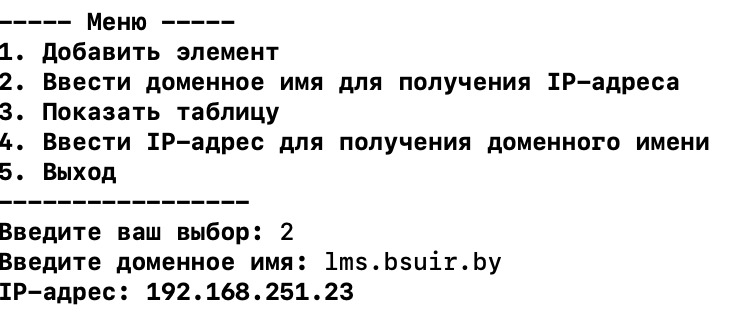 ----- Меню -----
1. Добавить элемент
2. Ввести доменное имя для получения IP-адреса
3. Показать таблицу
4. Ввести IP-адрес для получения доменного имени
5. Выход
-----------------
Введите ваш выбор: 2
Введите доменное имя: lms.bsuir.by
IP-адрес: 192.168.251.23